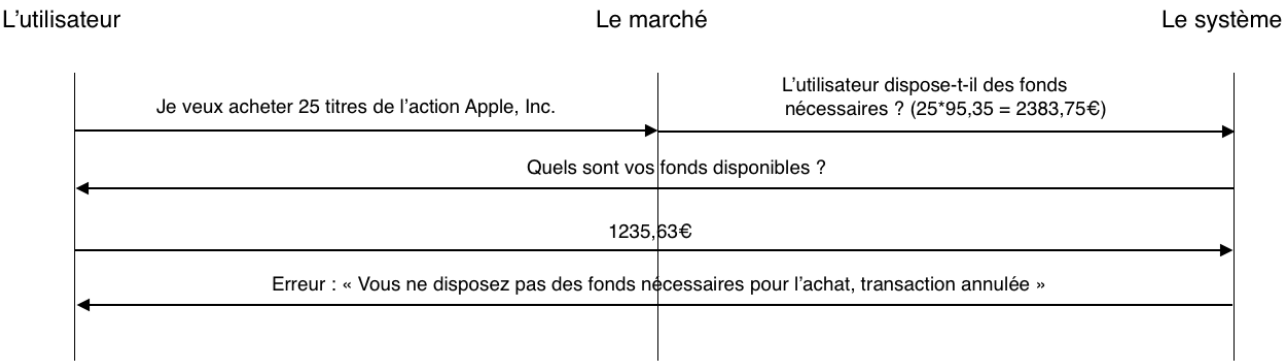 L’utilisateur
Le marché
Le système
L’utilisateur dispose-t-il des fonds
Je veux acheter 25 titres de l’action Apple, Inc.
nécessaires ? (25*95,35 = 2383,75€)
Quels sont vos fonds disponibles ?
1235,63€
Erreur : « Vous ne disposez pas des fonds nécessaires pour l’achat, transaction annulée »